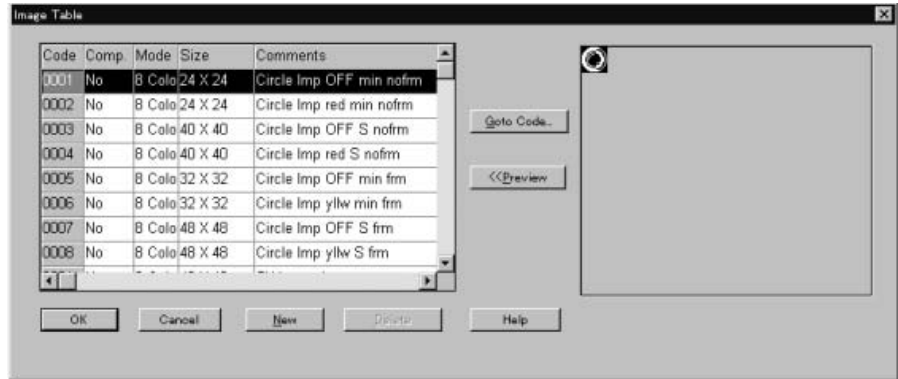 Image Table
Code Comp. Mode Size Comments
0001 No 8 Colo 24 X 24 Circle Imp OFF min nofrm
0002 No 8 Colo 24 X 24 Circle Imp red min nofrm
0003 No 8 Colo 40 X 40 Circle Imp OFF S nofrm
0004 No 8 Colo 40 X 40 Circle Imp red S nofrm
0005 No 8 Colo 32 X 32 Circle Imp OFF min frm
0006 No 8 Colo 32 X 32 Circle Imp yllw min frm
0007 No 8 Colo 48 X 48 Circle Imp OFF S frm
0008 No 8 Colo 48 X 48 Circle Imp yllw S frm
Goto Code...
<<Preview
OK Cancel New Delete Help